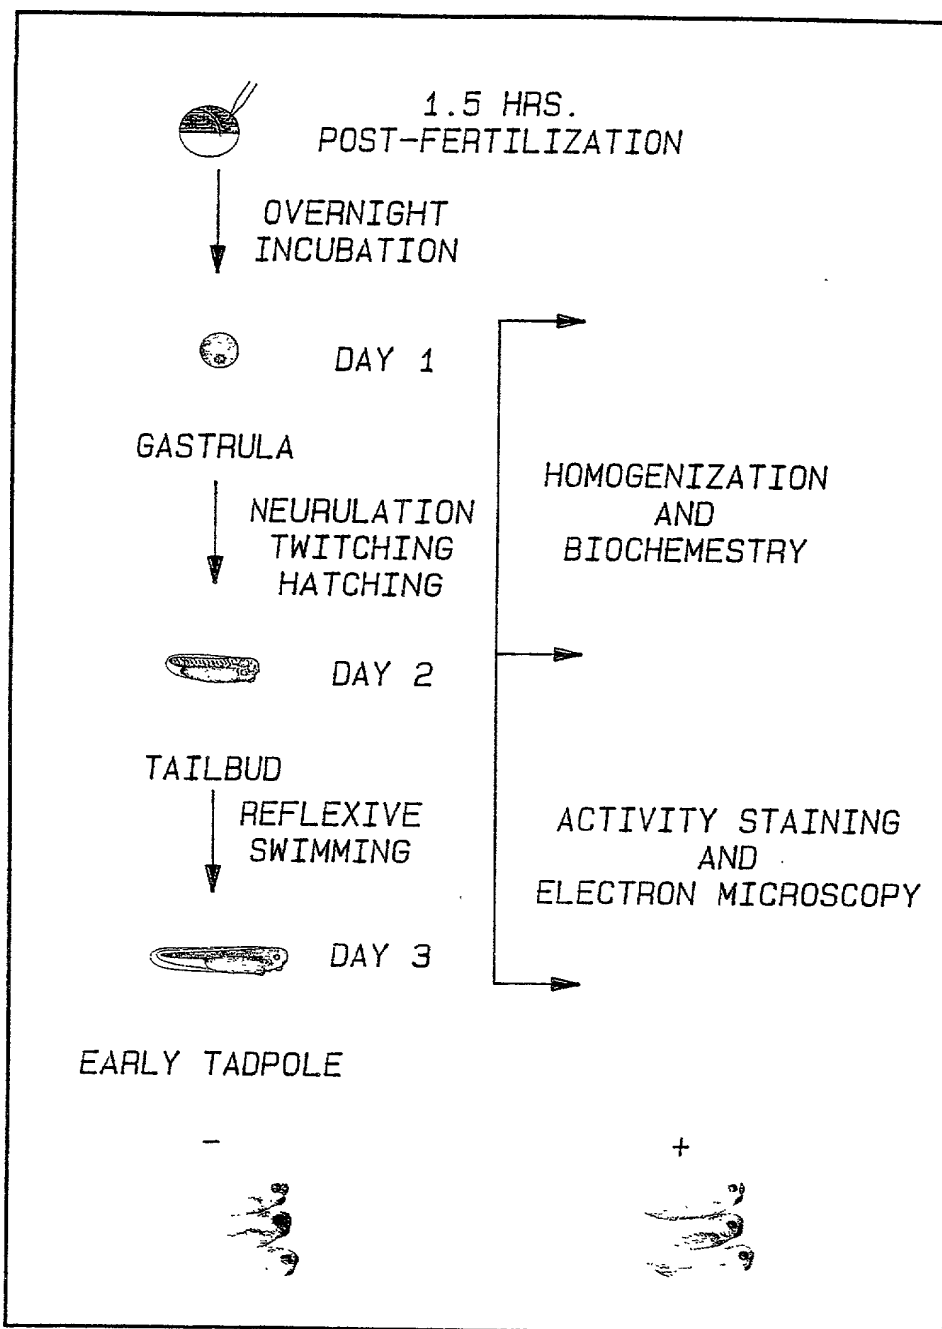 1.5 HRS.
POST-FERTILIZATION
OVERNIGHT
INCUBATION
DAY 1
GASTRULA
NEURULATION
TWITCHING
HATCHING
HOMOGENIZATION
AND
BIOCHEMESTRY
DAY 2
TAILBUD
REFLEXIVE
SWIMMING
ACTIVITY STAINING
AND
ELECTRON MICROSCOPY
DAY 3
EARLY TADPOLE
- +